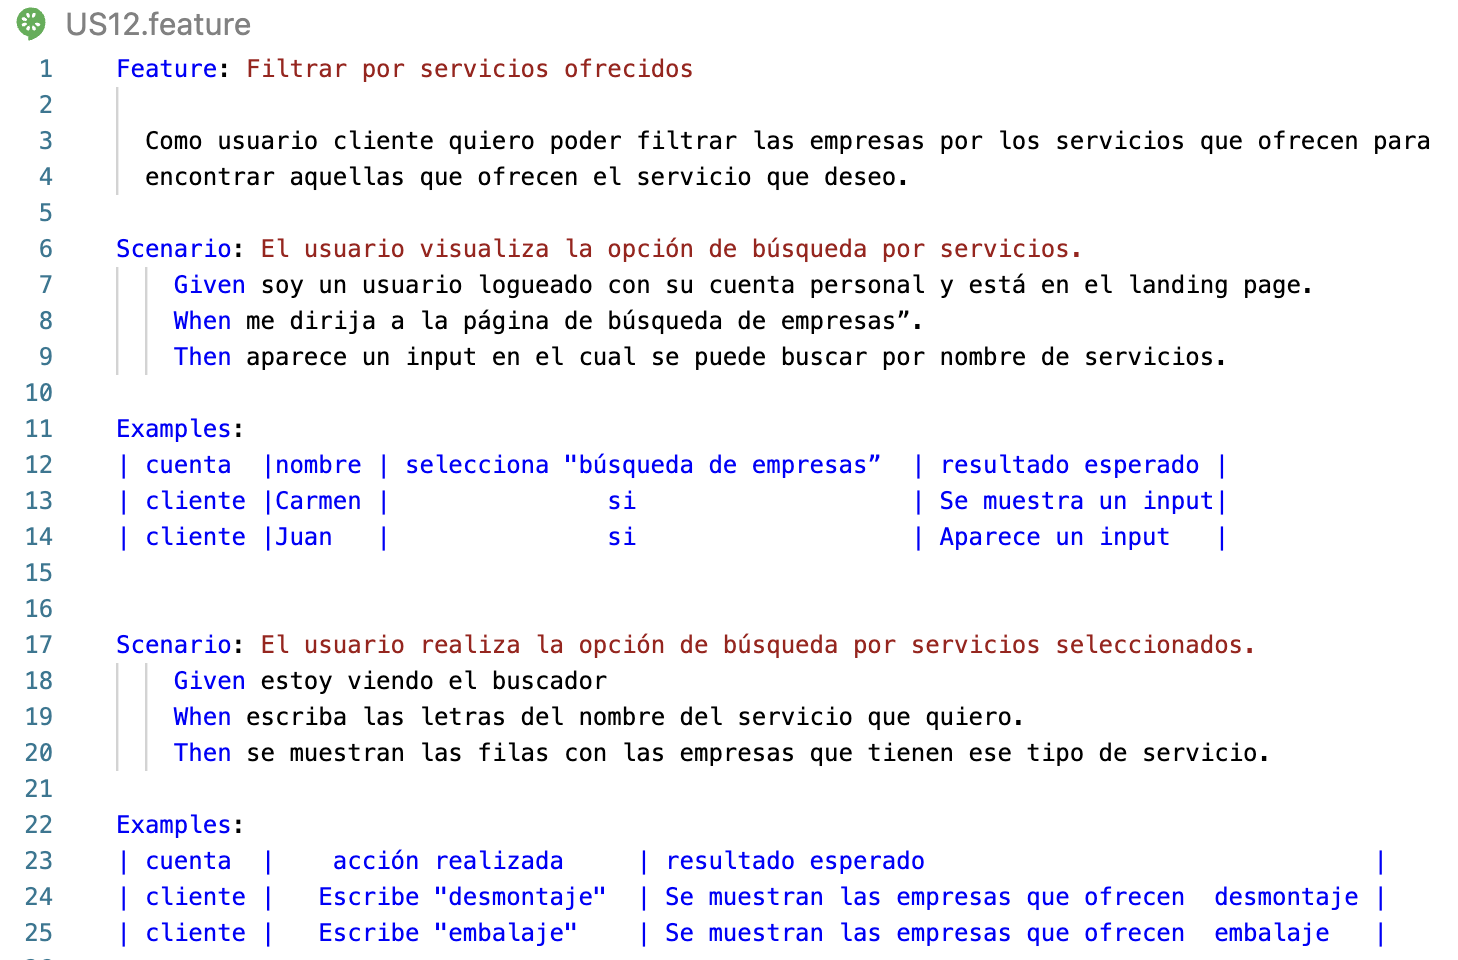 US12.feature
1 Feature: Filtrar por servicios ofrecidos
2
3 Como usuario cliente quiero poder filtrar las empresas por los servicios que ofrecen para
4 encontrar aquellas que ofrecen el servicio que deseo.
5
6 Scenario: El usuario visualiza la opción de búsqueda por servicios.
7 Given soy un usuario logueado con su cuenta personal y está en el landing page.
8 When me dirija a la página de búsqueda de empresas”.
9 Then aparece un input en el cual se puede buscar por nombre de servicios.
10
11 Examples:
12 | cuenta  |nombre | selecciona "búsqueda de empresas”  | resultado esperado |
13 | cliente |Carmen |               si                   | Se muestra un input|
14 | cliente |Juan   |               si                   | Aparece un input   |
15
16
17 Scenario: El usuario realiza la opción de búsqueda por servicios seleccionados.
18 Given estoy viendo el buscador
19 When escriba las letras del nombre del servicio que quiero.
20 Then se muestran las filas con las empresas que tienen ese tipo de servicio.
21
22 Examples:
23 | cuenta  |    acción realizada     | resultado esperado                               |
24 | cliente |   Escribe "desmontaje"  | Se muestran las empresas que ofrecen  desmontaje |
25 | cliente |   Escribe "embalaje"    | Se muestran las empresas que ofrecen  embalaje   |